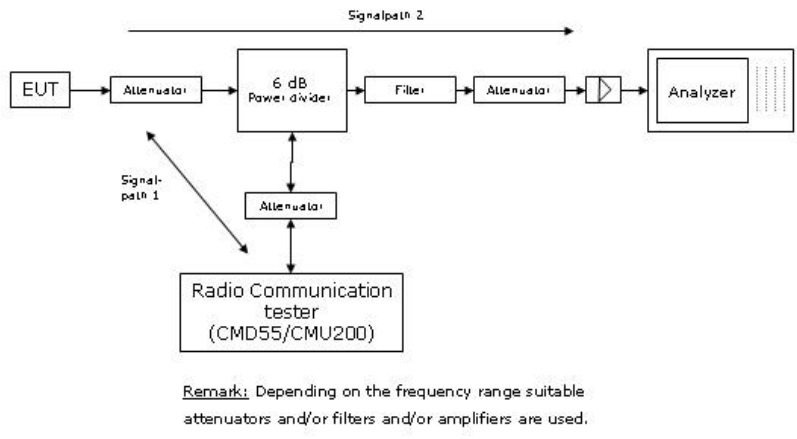 Signalpath 2
EUT
Attenuator
6 dB
Power divider
Filter
Attenuator
Analyzer
Signal-
path 1
Attenuator
Radio Communication
tester
(CMD55/CMU200)
Remark: Depending on the frequency range suitable
attenuators and/or filters and/or amplifiers are used.